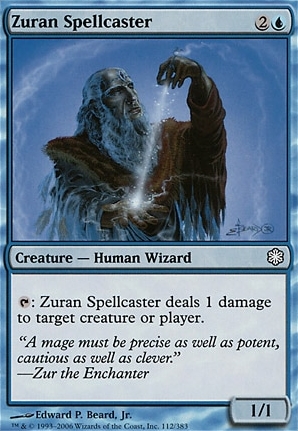 Zuran Spellcaster 2
Creature — Human Wizard
: Zuran Spellcaster deals 1 damage
to target creature or player.
“A mage must be precise as well as potent,
cautious as well as clever.”
—Zur the Enchanter
1/1
Edward P. Beard, Jr.
™ & © 1993–2006 Wizards of the Coast, Inc. 112/383